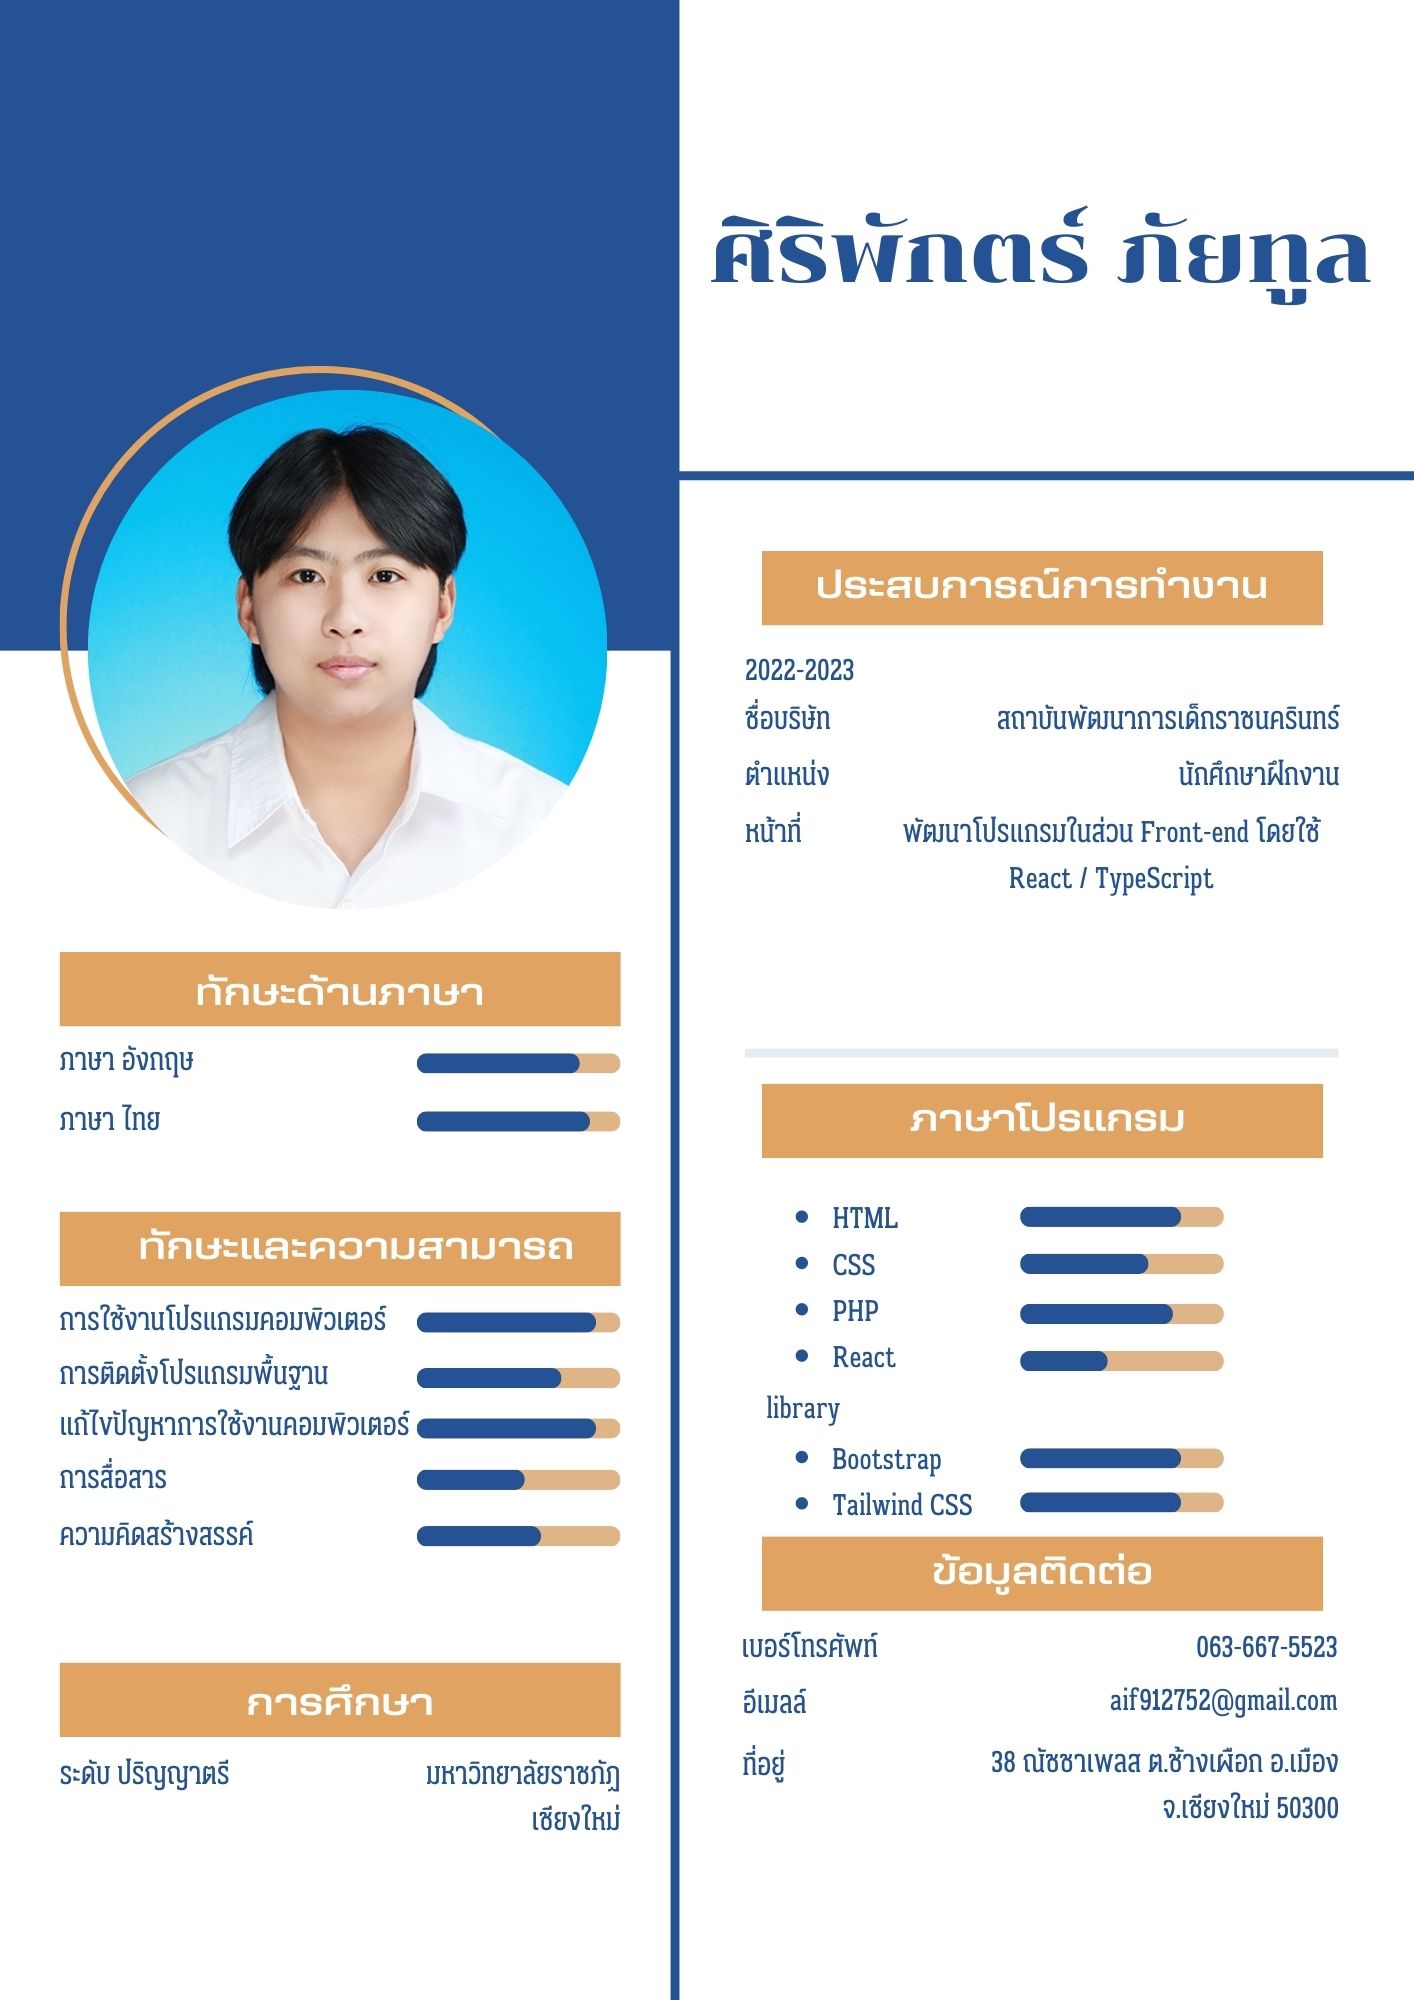 ศิริพักตร์ ภัยทูล
ทักษะด้านภาษา
ภาษา อังกฤษ
ภาษา ไทย
ทักษะและความสามารถ
การใช้งานโปรแกรมคอมพิวเตอร์
การติดตั้งโปรแกรมพื้นฐาน
แก้ไขปัญหาการใช้งานคอมพิวเตอร์
การสื่อสาร
ความคิดสร้างสรรค์
การศึกษา
ระดับ ปริญญาตรี มหาวิทยาลัยราชภัฏ
เชียงใหม่
ประสบการณ์การทำงาน
2022-2023
ชื่อบริษัท สถาบันพัฒนาการเด็กราชนครินทร์
ตำแหน่ง นักศึกษาฝึกงาน
หน้าที่ พัฒนาโปรแกรมในส่วน Front-end โดยใช้
React / TypeScript
ภาษาโปรแกรม
• HTML
• CSS
• PHP
• React
library
• Bootstrap
• Tailwind CSS
ข้อมูลติดต่อ
เบอร์โทรศัพท์ 063-667-5523
อีเมลล์ aif912752@gmail.com
ที่อยู่ 38 ณัชชาเพลส ต.ช้างเผือก อ.เมือง
จ.เชียงใหม่ 50300